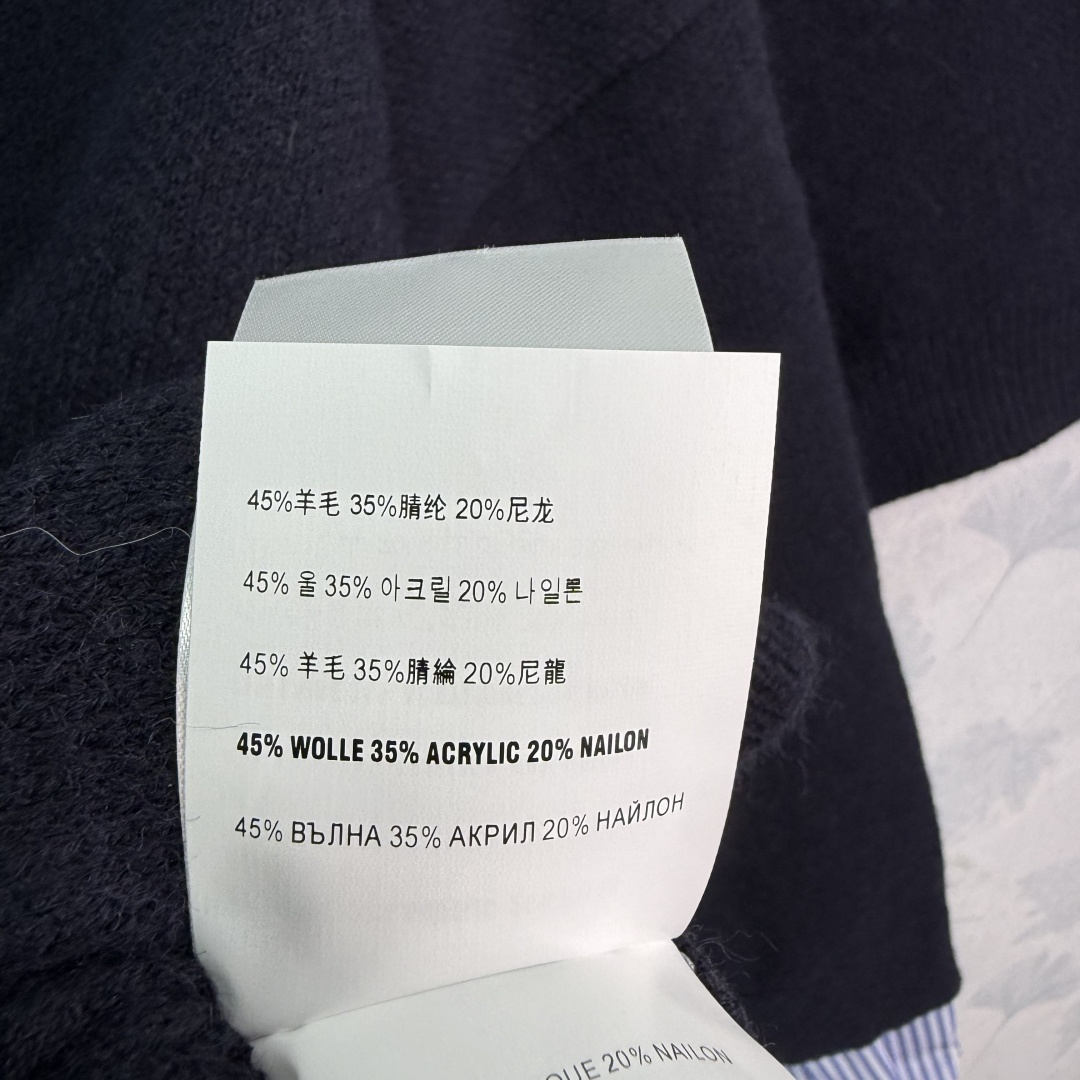 45%羊毛 35%腈纶 20%尼龙
45% 울 35% 아크릴 20% 나일론
45% 羊毛 35%腈綸 20%尼龍
45% WOLLE 35% ACRYLIC 20% NAILON
45% ВЪЛНА 35% АКРИЛ 20% НАЙЛОН
20% NAILON